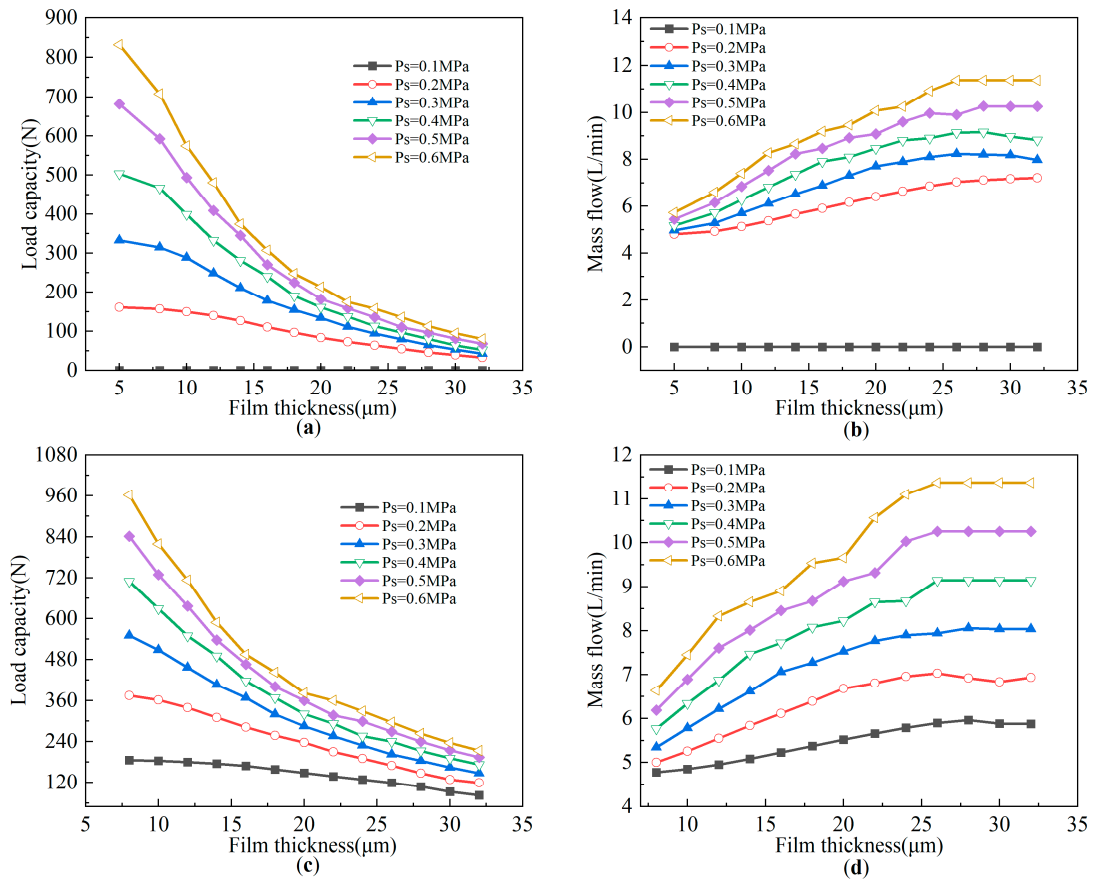 900
800
700
600
500
400
300
200
100
0
Load capacity(N)
Ps=0.1MPa
Ps=0.2MPa
Ps=0.3MPa
Ps=0.4MPa
Ps=0.5MPa
Ps=0.6MPa
5 10 15 20 25 30 35
Film thickness(μm)
(a)
14
12
10
8
6
4
2
0
Mass flow(L/min)
Ps=0.1MPa
Ps=0.2MPa
Ps=0.3MPa
Ps=0.4MPa
Ps=0.5MPa
Ps=0.6MPa
5 10 15 20 25 30 35
Film thickness(μm)
(b)
1080
960
840
720
600
480
360
240
120
Load capacity(N)
Ps=0.1MPa
Ps=0.2MPa
Ps=0.3MPa
Ps=0.4MPa
Ps=0.5MPa
Ps=0.6MPa
5 10 15 20 25 30 35
Film thickness(μm)
(c)
12
11
10
9
8
7
6
5
4
Mass flow(L/min)
Ps=0.1MPa
Ps=0.2MPa
Ps=0.3MPa
Ps=0.4MPa
Ps=0.5MPa
Ps=0.6MPa
10 15 20 25 30 35
Film thickness(μm)
(d)